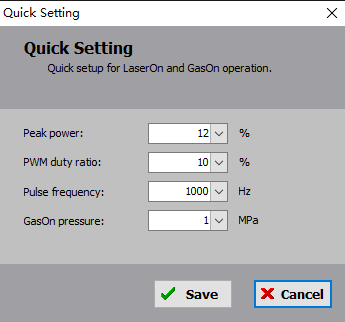 Quick Setting
Quick Setting
Quick setup for LaserOn and GasOn operation.
Peak power: 12 %
PWM duty ratio: 10 %
Pulse frequency: 1000 Hz
GasOn pressure: 1 MPa
Save Cancel